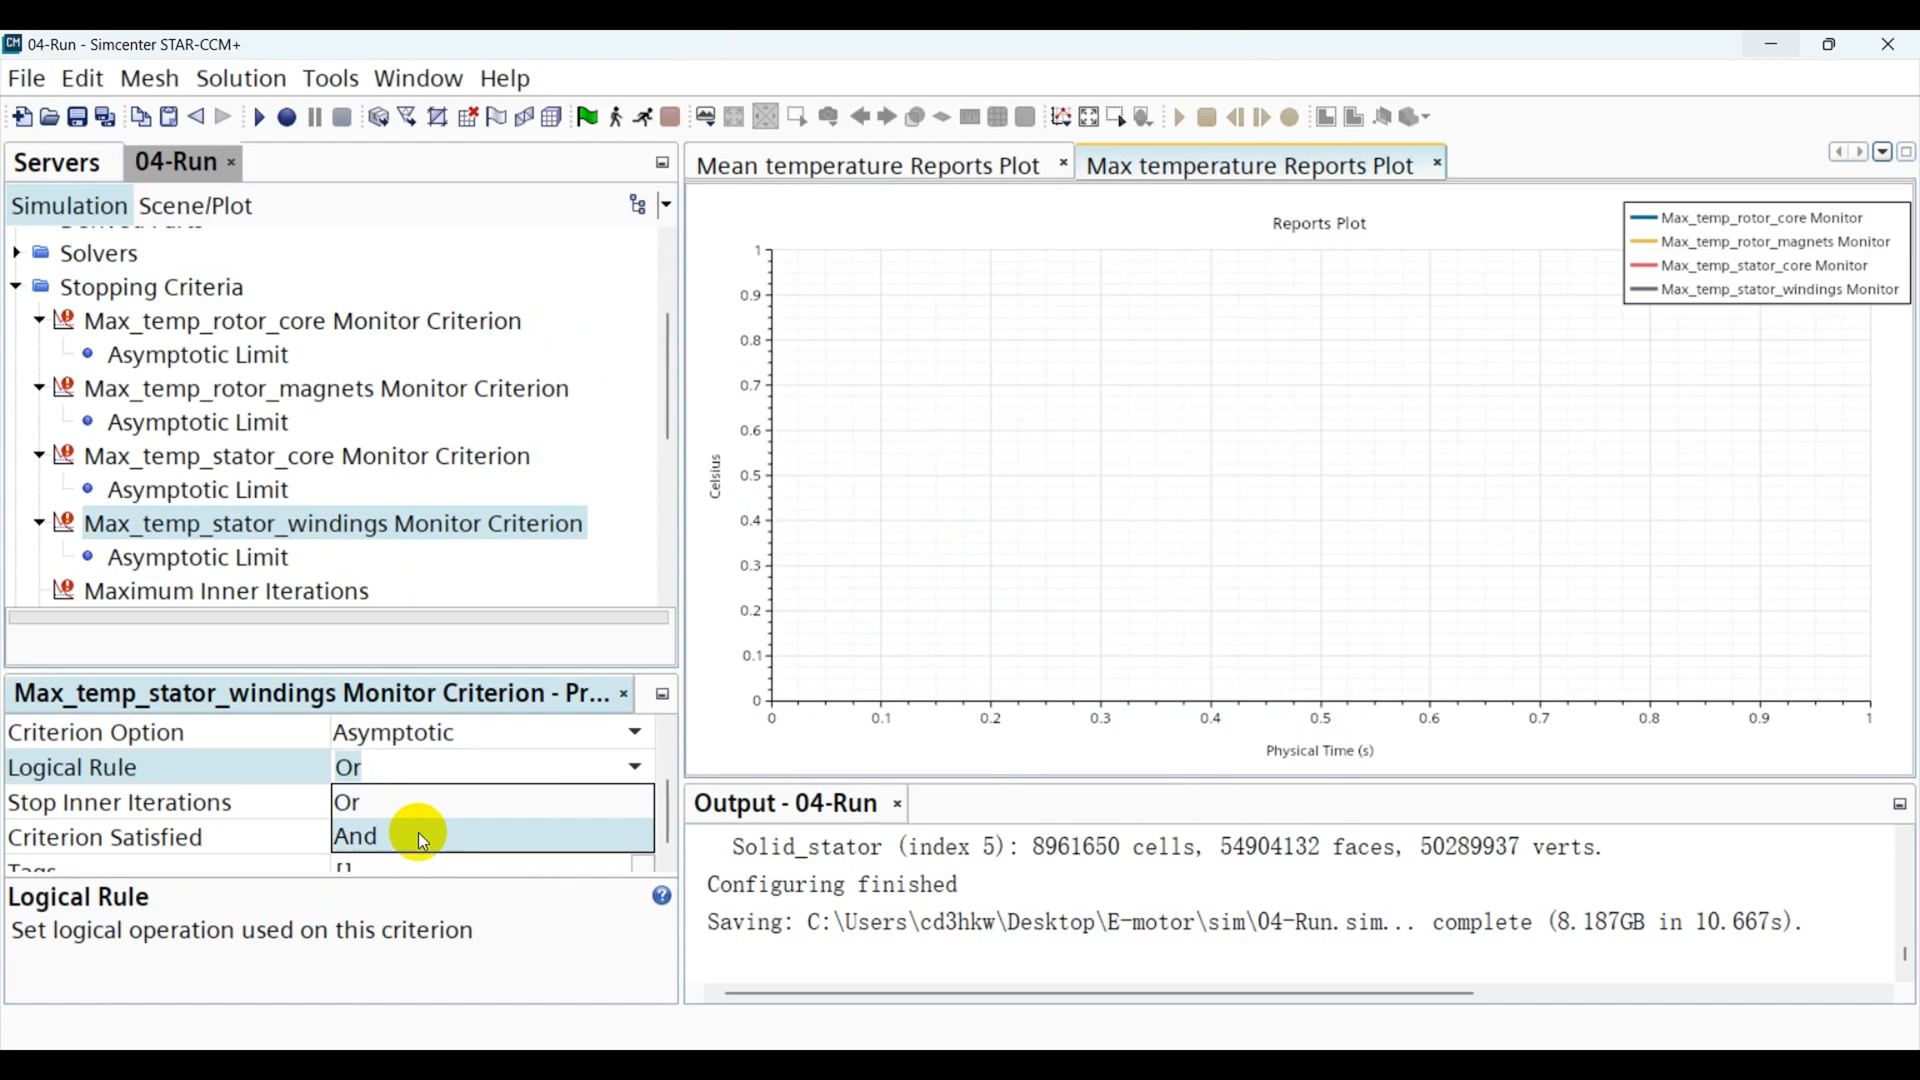 04-Run - Simcenter STAR-CCM+
File Edit Mesh Solution Tools Window Help
Servers 04-Run
Simulation Scene/Plot
Solvers
Stopping Criteria
Max_temp_rotor_core Monitor Criterion
Asymptotic Limit
Max_temp_rotor_magnets Monitor Criterion
Asymptotic Limit
Max_temp_stator_core Monitor Criterion
Asymptotic Limit
Max_temp_stator_windings Monitor Criterion
Asymptotic Limit
Maximum Inner Iterations
Max_temp_stator_windings Monitor Criterion - Pr...
Criterion Option Asymptotic
Logical Rule Or
Stop Inner Iterations Or
Criterion Satisfied And
Tags []
Logical Rule
Set logical operation used on this criterion
Mean temperature Reports Plot Max temperature Reports Plot
Reports Plot
Max_temp_rotor_core Monitor
Max_temp_rotor_magnets Monitor
Max_temp_stator_core Monitor
Max_temp_stator_windings Monitor
1
0.9
0.8
0.7
0.6
0.5
0.4
0.3
0.2
0.1
0
Celsius
0 0.1 0.2 0.3 0.4 0.5 0.6 0.7 0.8 0.9 1
Physical Time (s)
Output - 04-Run
Solid_stator (index 5): 8961650 cells, 54904132 faces, 50289937 verts.
Configuring finished
Saving: C:\Users\cd3hkw\Desktop\E-motor\sim\04-Run.sim... complete (8.187GB in 10.667s).